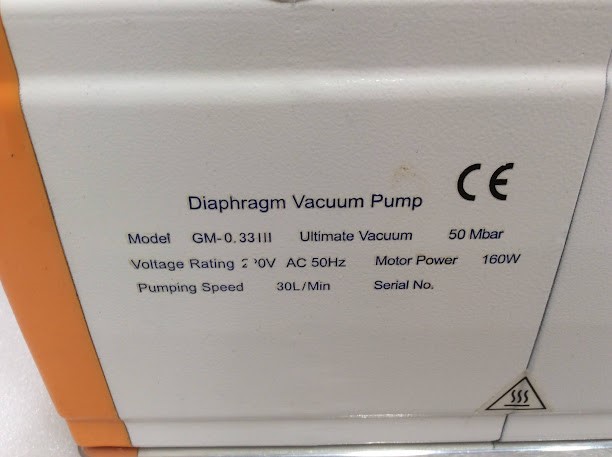 CE
Diaphragm Vacuum Pump
Model GM-0.33III Ultimate Vacuum 50 Mbar
Voltage Rating AC 50Hz Motor Power 160W
Pumping Speed 30L/Min Serial No.